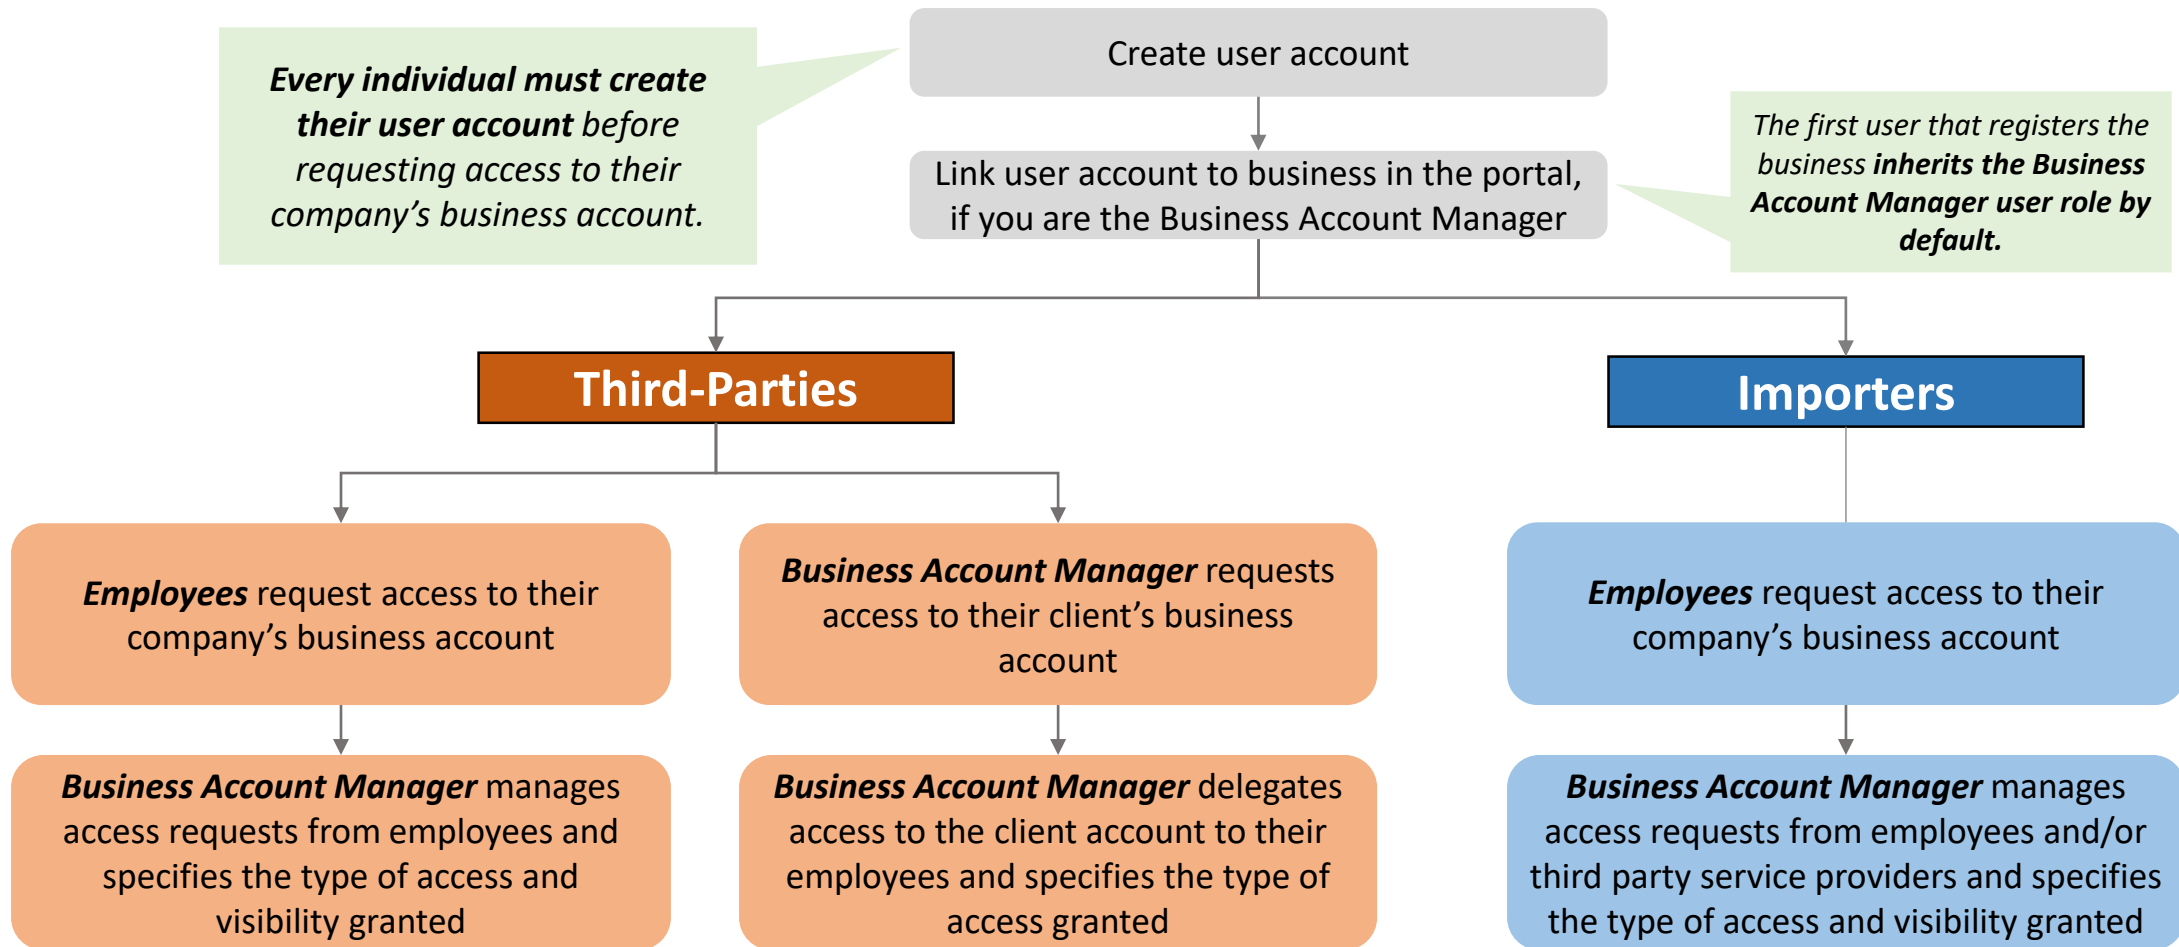 Create user account
Every individual must create
their user account before
requesting access to their
company’s business account.
Link user account to business in the portal,
if you are the Business Account Manager
The first user that registers the
business inherits the Business
Account Manager user role by
default.
Third-Parties
Importers
Employees request access to their
company’s business account
Business Account Manager requests
access to their client’s business
account
Employees request access to their
company’s business account
Business Account Manager manages
access requests from employees and
specifies the type of access and
visibility granted
Business Account Manager delegates
access to the client account to their
employees and specifies the type of
access granted
Business Account Manager manages
access requests from employees and/or
third party service providers and specifies
the type of access and visibility granted